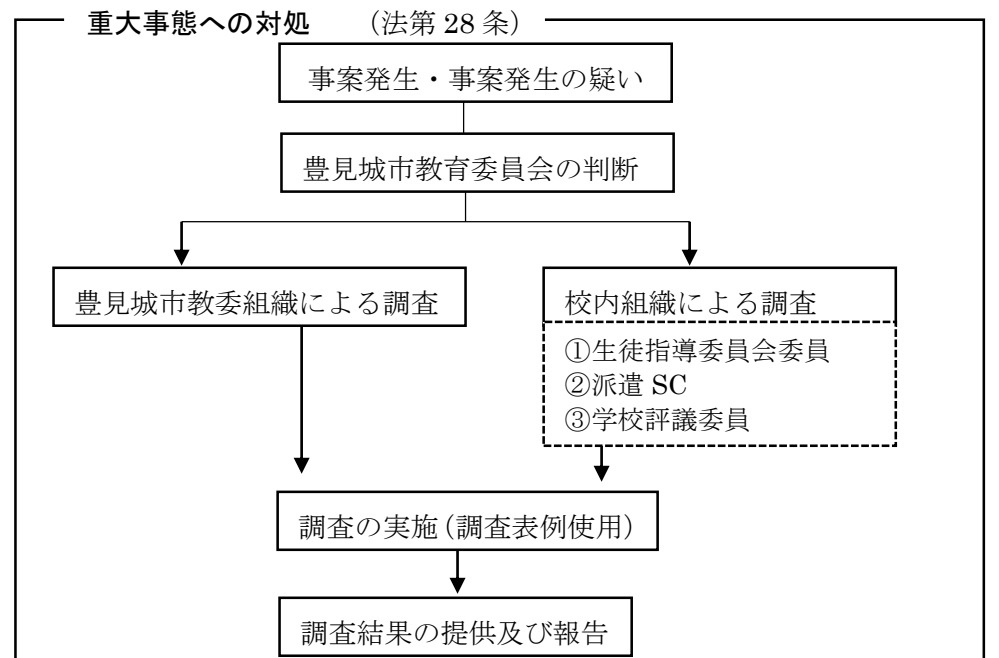 重大事態への対処 (法第 28 条)
事案発生・事案発生の疑い
豊見城市教育委員会の判断
豊見城市教委組織による調査
校内組織による調査
①生徒指導委員会委員
②派遣 SC
③学校評議委員
調査の実施(調査表例使用)
調査結果の提供及び報告